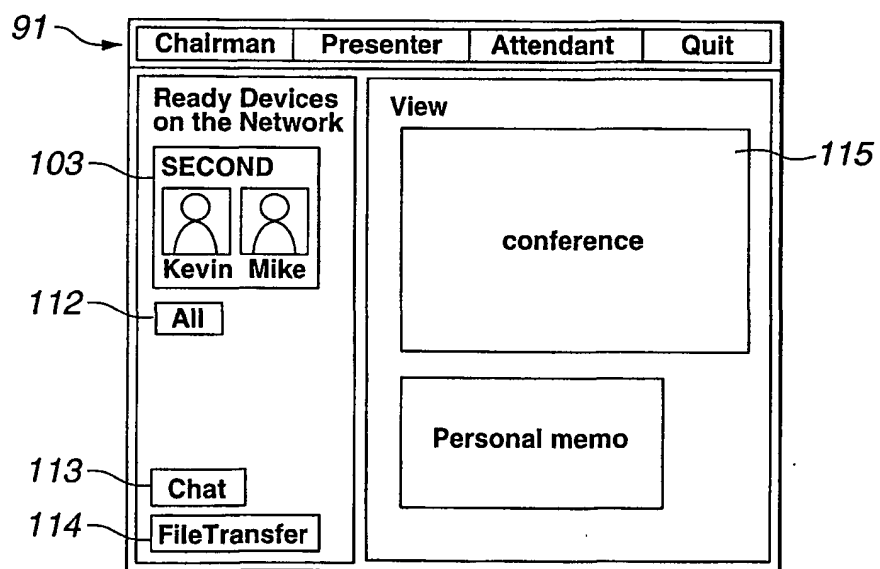 91
Chairman Presenter Attendant Quit
Ready Devices
on the Network
103
SECOND
Kevin Mike
112
All
113
Chat
114
FileTransfer
View
115
conference
Personal memo